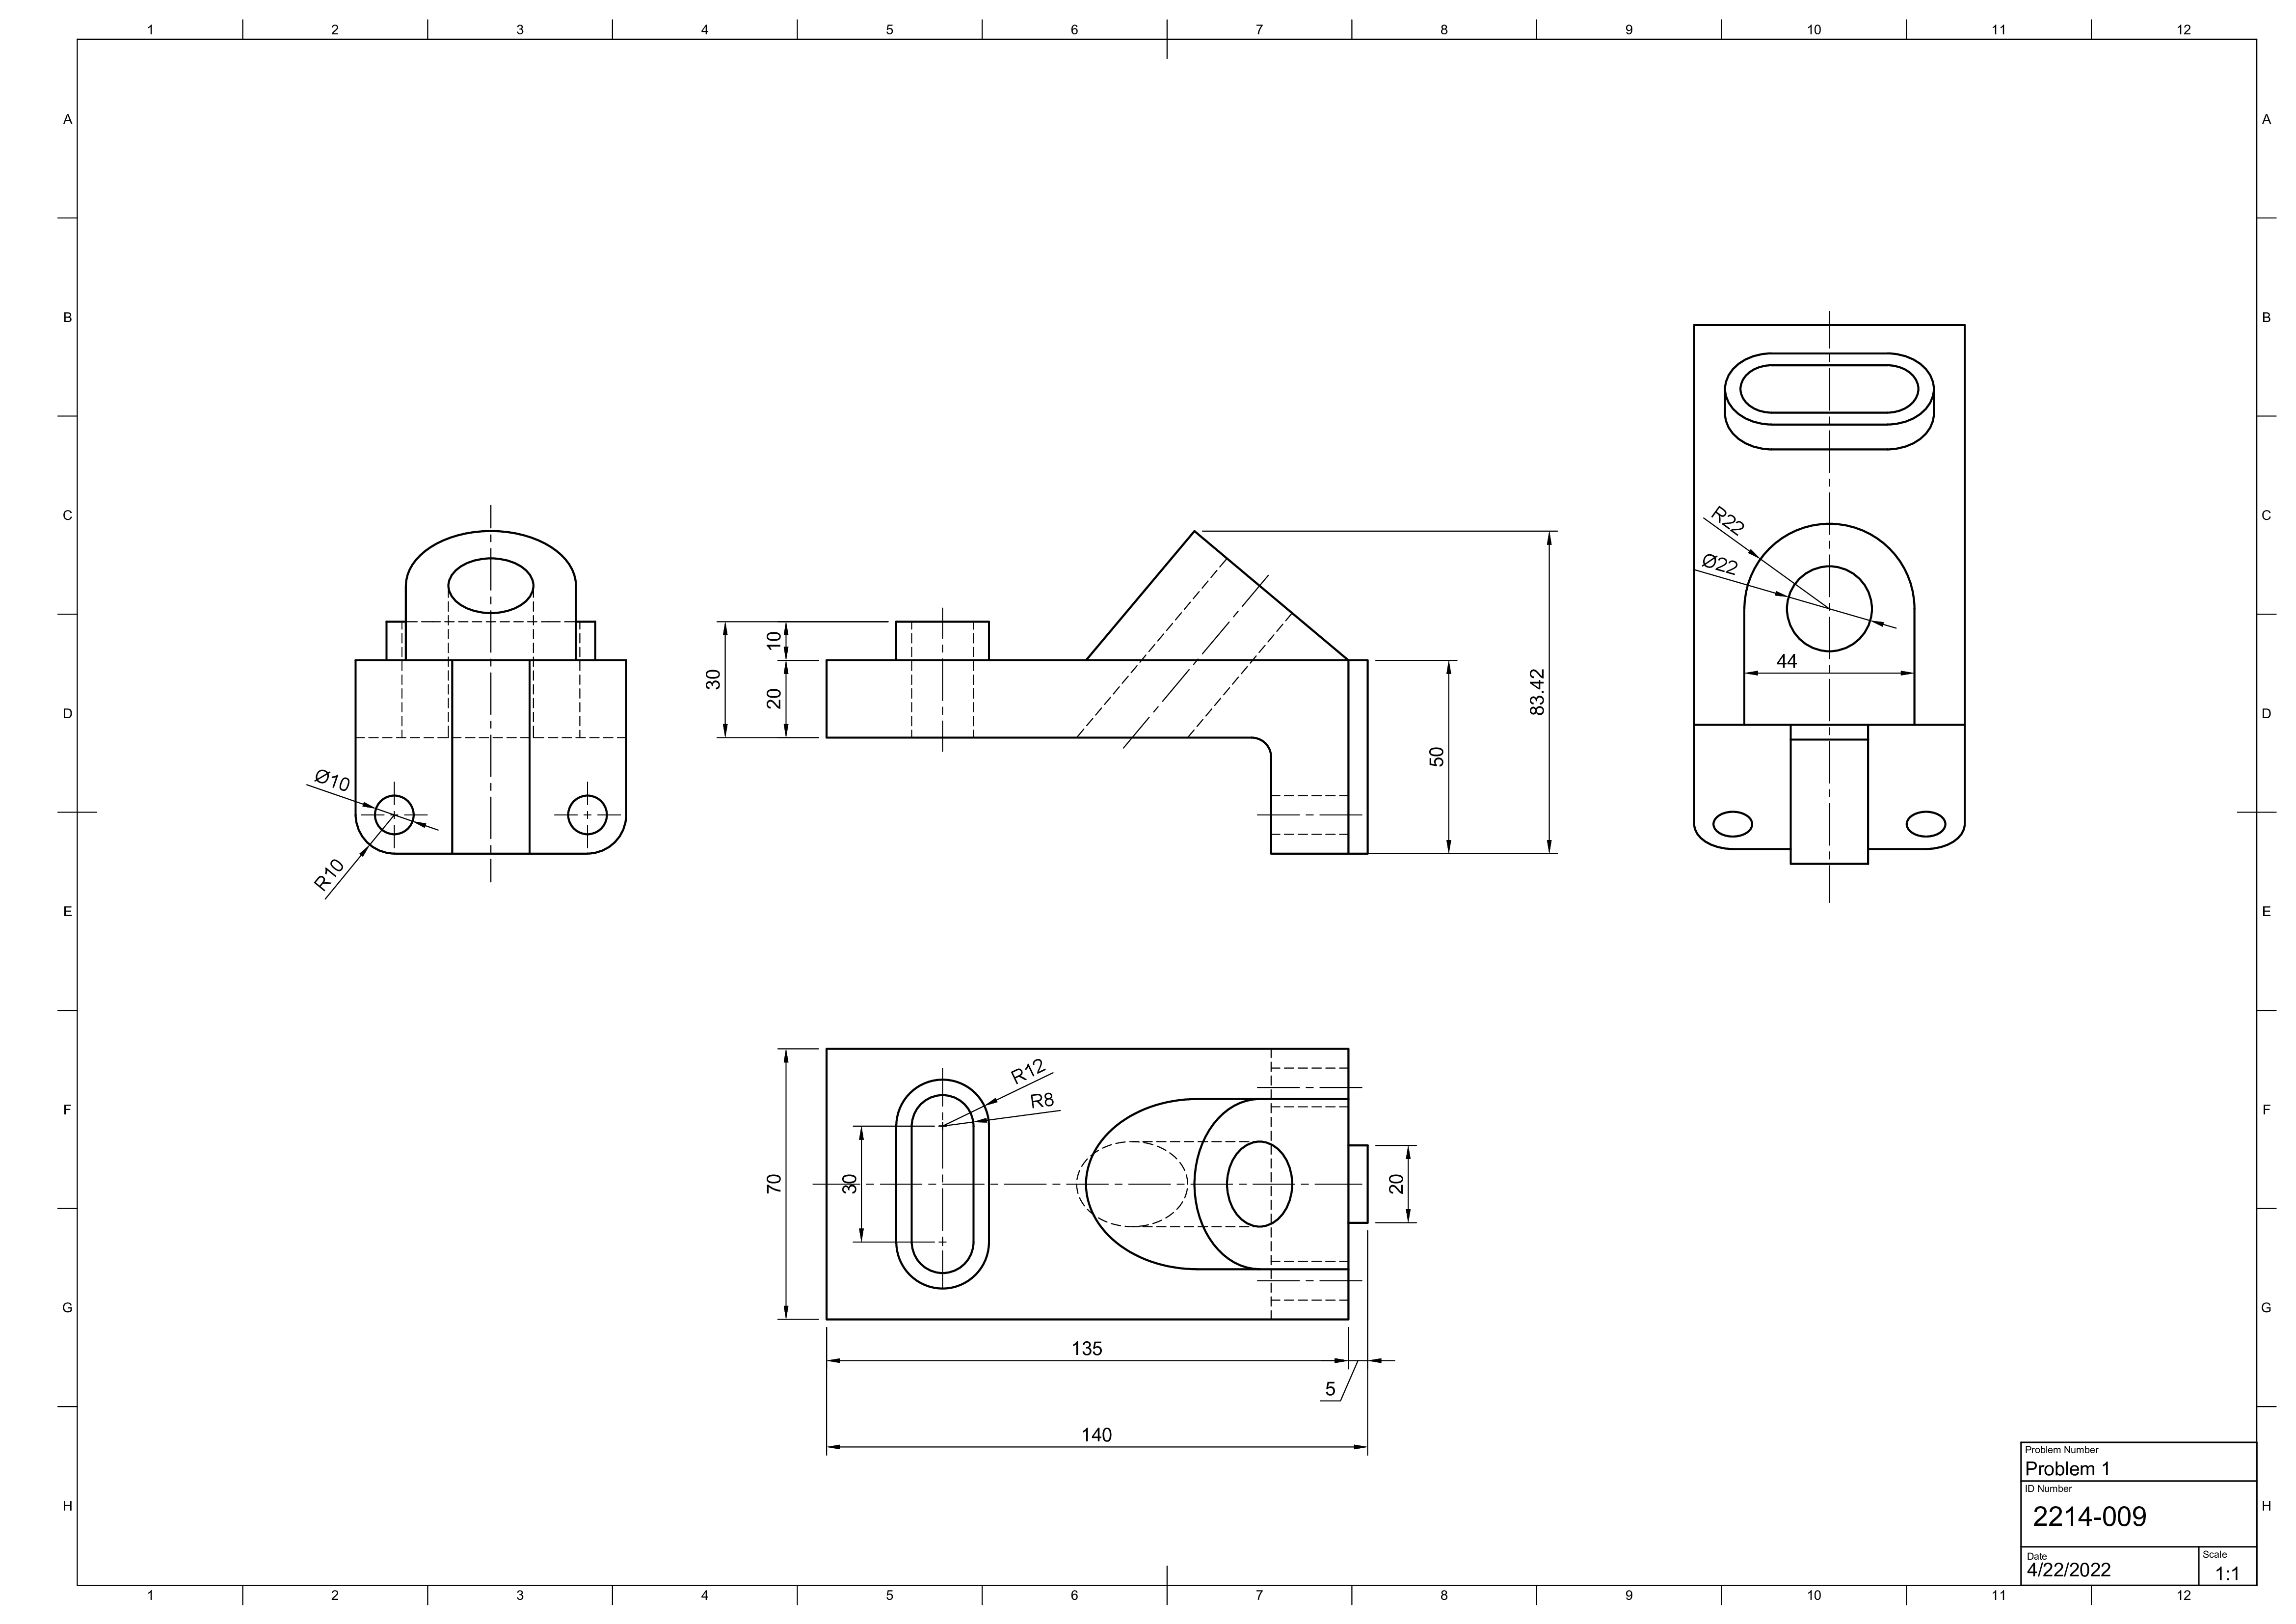 1 2 3 4 5 6 7 8 9 10 11 12
A A
B B
R22
C C
Ø22
10
30
20
83.42
44
D D
50
Ø10
R10
E E
R12
R8
F F
70
30
20
G G
135
5
140
Problem Number
Problem 1
ID Number
H H
2214-009
Date
4/22/2022
Scale
1:1
1 2 3 4 5 6 7 8 9 10 11 12